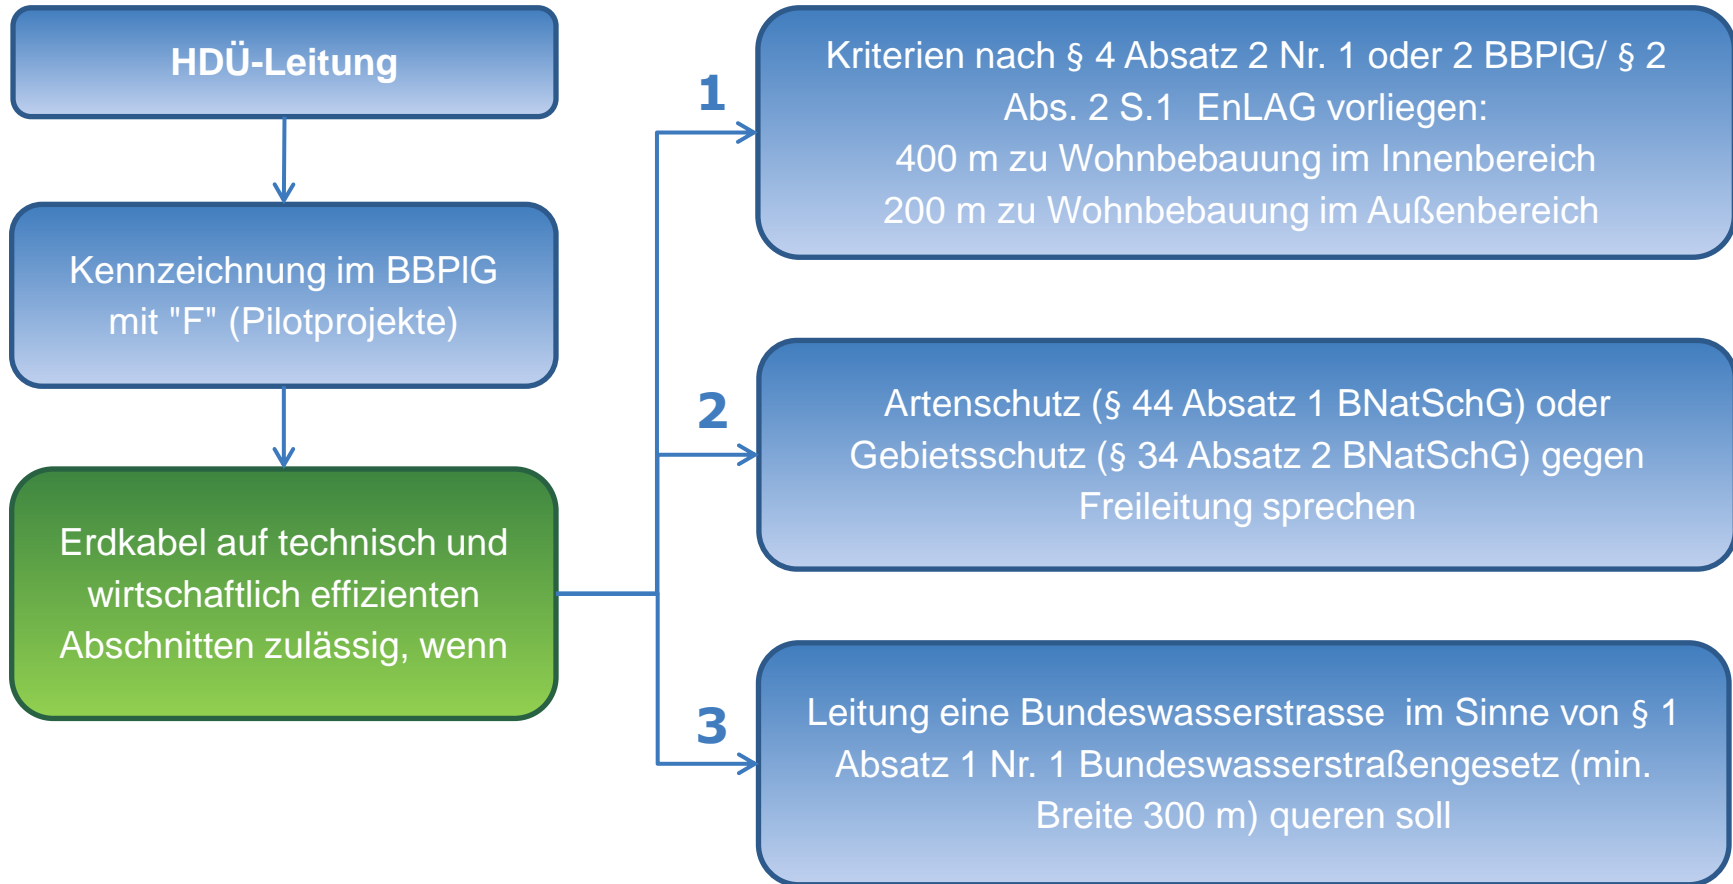 HDÜ-Leitung
Kennzeichnung im BBPlG
mit "F" (Pilotprojekte)
Erdkabel auf technisch und
wirtschaftlich effizienten
Abschnitten zulässig, wenn
1
Kriterien nach § 4 Absatz 2 Nr. 1 oder 2 BBPlG/ § 2
Abs. 2 S.1 EnLAG vorliegen:
400 m zu Wohnbebauung im Innenbereich
200 m zu Wohnbebauung im Außenbereich
2
Artenschutz (§ 44 Absatz 1 BNatSchG) oder
Gebietsschutz (§ 34 Absatz 2 BNatSchG) gegen
Freileitung sprechen
3
Leitung eine Bundeswasserstrasse im Sinne von § 1
Absatz 1 Nr. 1 Bundeswasserstraßengesetz (min.
Breite 300 m) queren soll